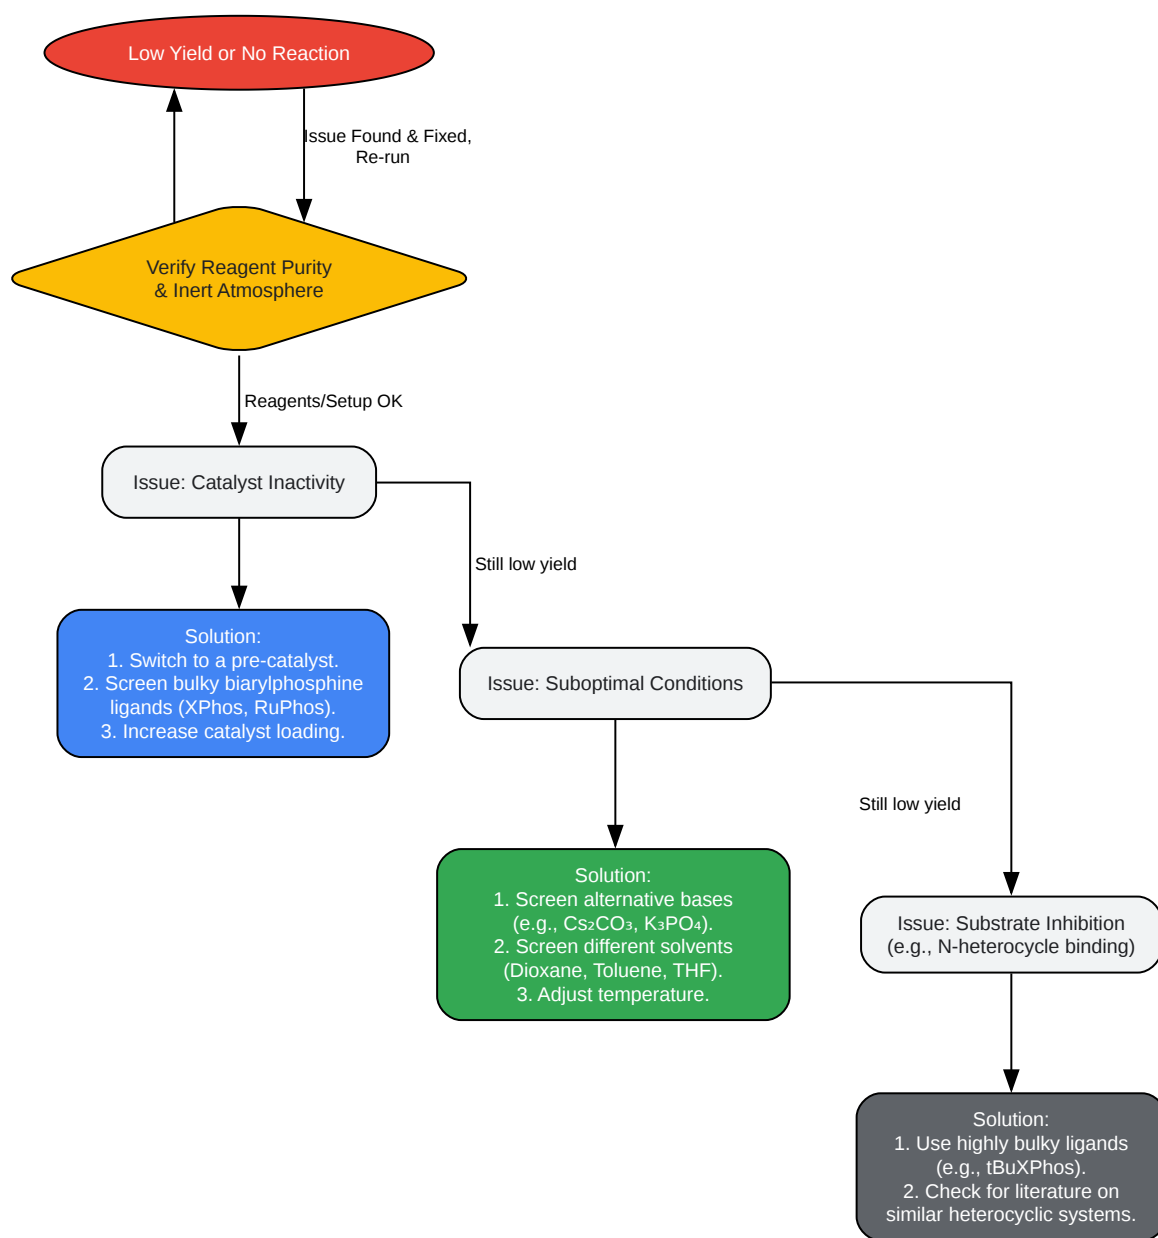 Low Yield or No Reaction
Issue Found & Fixed,
Re-run
Verify Reagent Purity
& Inert Atmosphere
Reagents/Setup OK
Issue: Catalyst Inactivity
Still low yield
Solution:
1. Switch to a pre-catalyst.
2. Screen bulky biarylphosphine
ligands (XPhos, RuPhos).
3. Increase catalyst loading.
Issue: Suboptimal Conditions
Still low yield
Solution:
1. Screen alternative bases
(e.g., Cs₂CO₃, K₃PO₄).
2. Screen different solvents
(Dioxane, Toluene, THF).
3. Adjust temperature.
Issue: Substrate Inhibition
(e.g., N-heterocycle binding)
Solution:
1. Use highly bulky ligands
(e.g., tBuXPhos).
2. Check for literature on
similar heterocyclic systems.